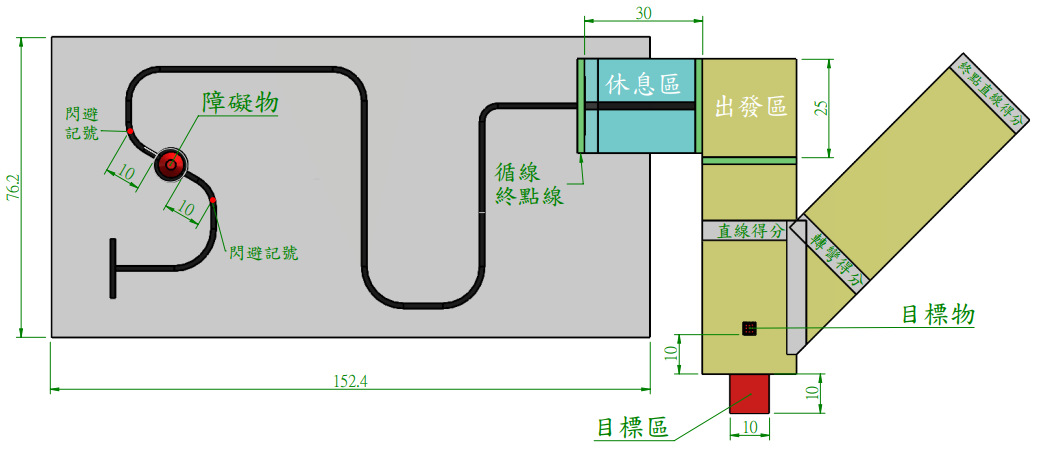 30
休息區
出發區
25
終點直線得分
障礙物
閃避
記號
10
10
76.2
循線
終點線
閃避記號
直線得分
轉彎得分
目標物
10
152.4
10
目標區
10